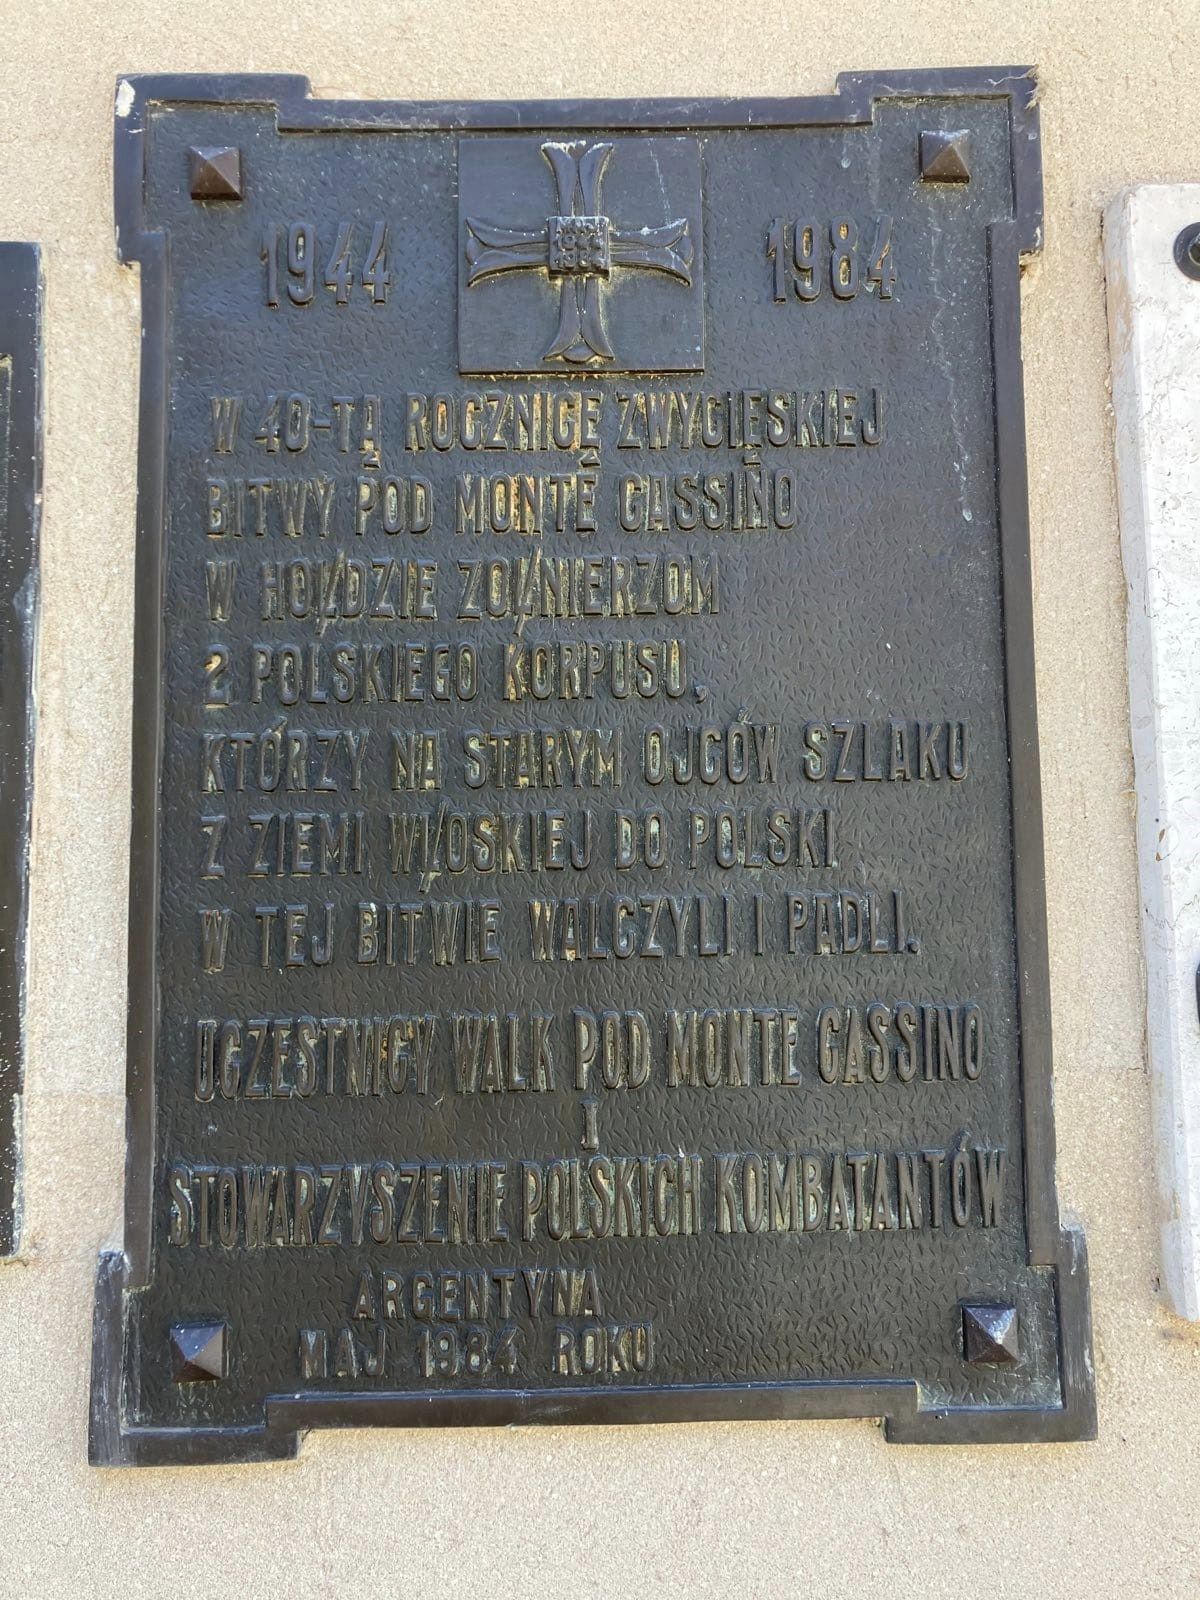 1944 1984
W 40-TĄ ROCZNICĘ ZWYCIĘSKIEJ
BITWY POD MONTE CASSINO
W HOŁDZIE ZOŁNIERZOM
2 POLSKIEGO KORPUSU,
KTÓRZY NA STARYM OJCÓW SZLAKU
Z ZIEMI WŁOSKIEJ DO POLSKI
W TEJ BITWIE WALCZYLI I PADLI.
UCZESTNICY WALK POD MONTE CASSINO
I
STOWARZYSZENIE POLSKICH KOMBATANTÓW
ARGENTYNA
MAJ 1984 ROKU